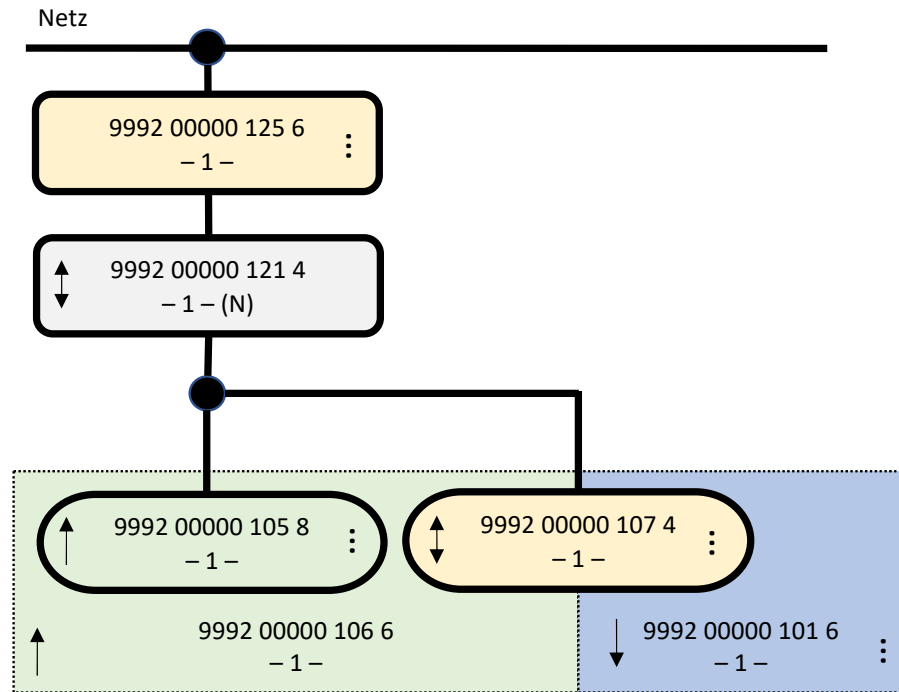 Netz
9992 00000 125 6
– 1 –
9992 00000 121 4
– 1 – (N)
9992 00000 105 8
– 1 –
9992 00000 107 4
– 1 –
9992 00000 106 6
– 1 –
9992 00000 101 6
– 1 –